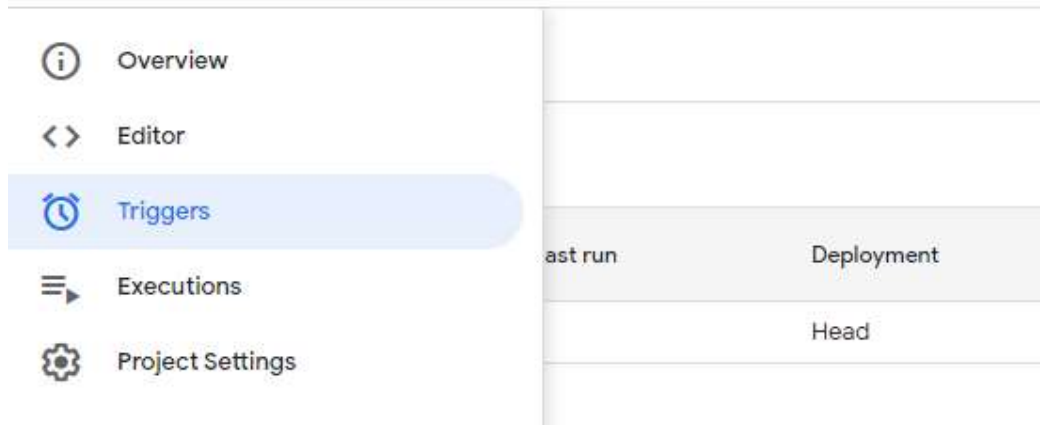 Overview
Editor
Triggers
Executions
Project Settings
ast run
Deployment
Head